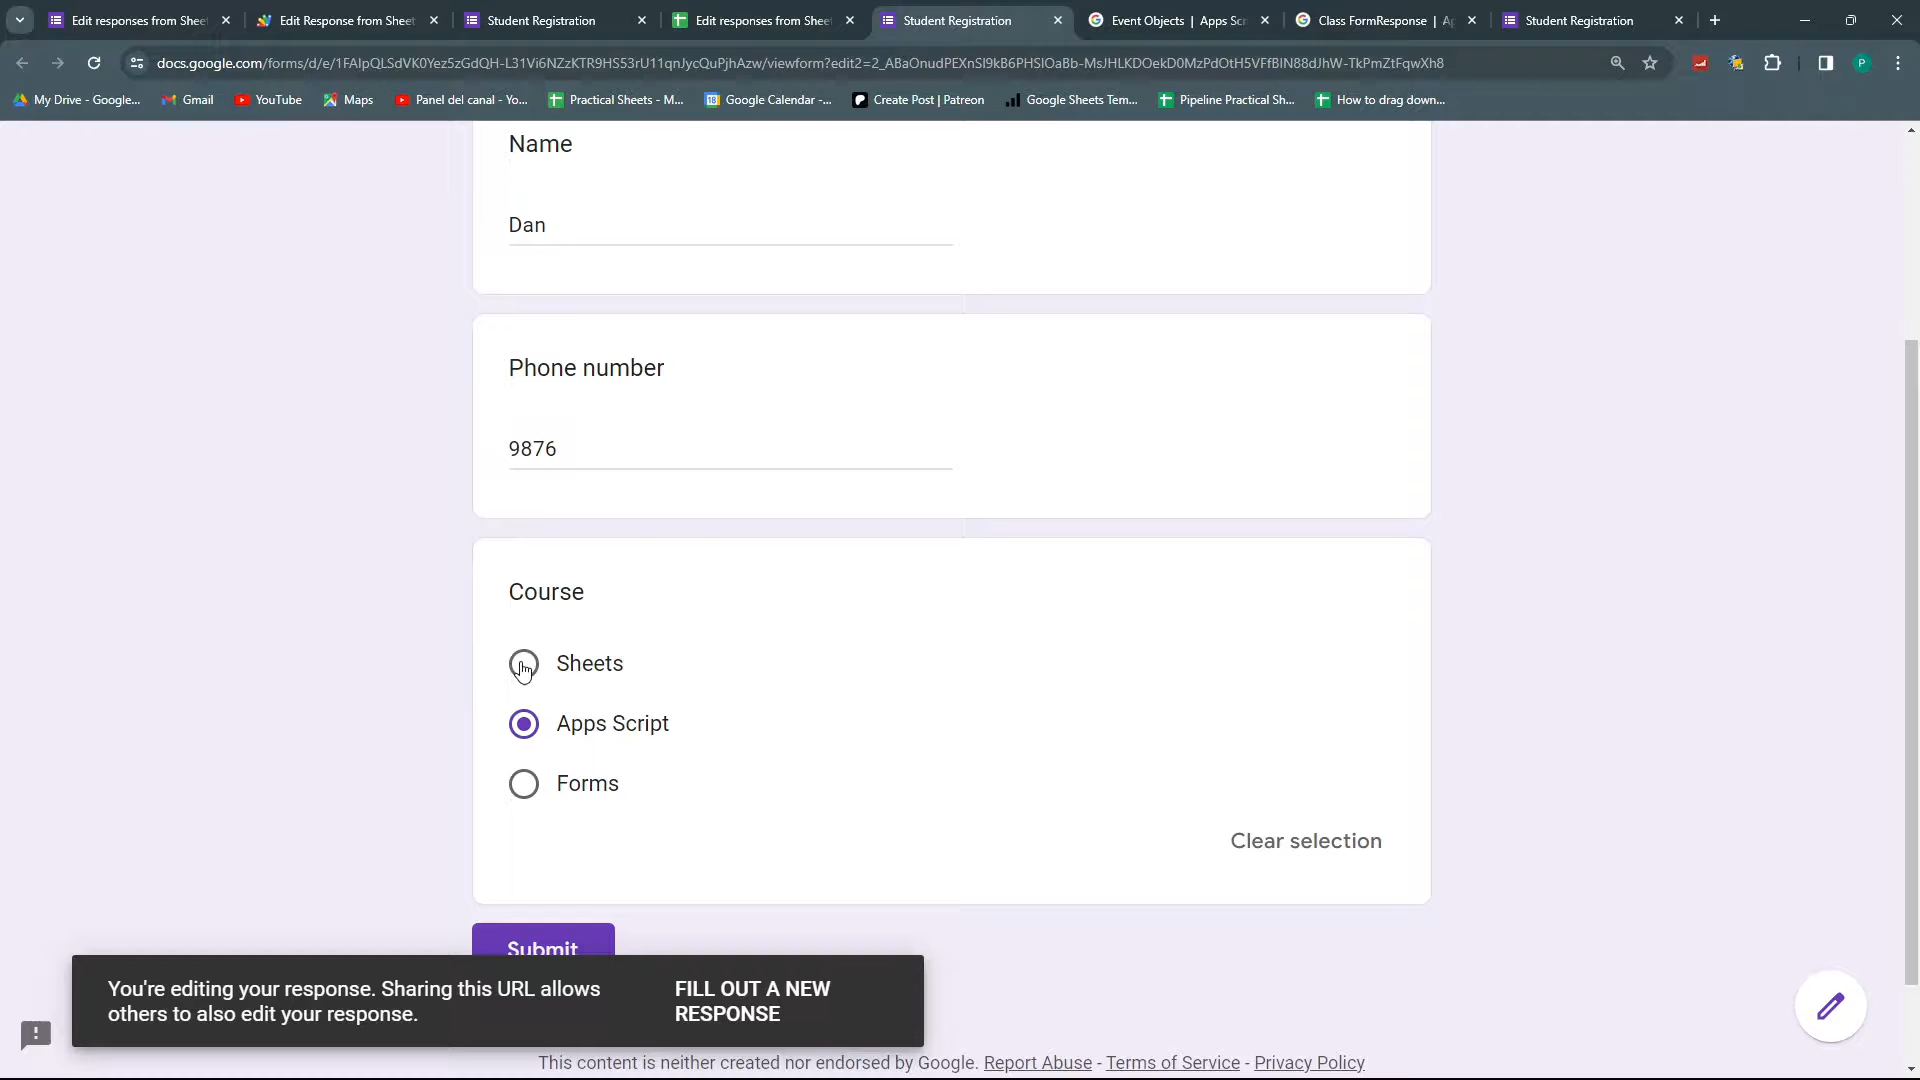 Edit responses from Shee
Edit Response from Sheet
Student Registration
Edit responses from Shee
Student Registration
Event Objects | Apps Scr
Class FormResponse | Ap
Student Registration
docs.google.com/forms/d/e/1FAIpQLSdVK0Yez5zGdQH-L31Vi6NZzKTR9HS53rU11qnJycQuPjhAzw/viewform?edit2=2_ABaOnudPEXnSI9kB6PHSlOaBb-MsJHLKDOekD0MzPdOtH5VFfBlN88dJhW-TkPmZtFqwXh8
P
My Drive - Google...
Gmail
YouTube
Maps
Panel del canal - Yo...
Practical Sheets - M...
Google Calendar -...
Create Post | Patreon
Google Sheets Tem...
Pipeline Practical Sh...
How to drag down...
Name
Dan
Phone number
9876
Course
Sheets
Apps Script
Forms
Clear selection
Submit
You're editing your response. Sharing this URL allows
others to also edit your response.
FILL OUT A NEW
RESPONSE
This content is neither created nor endorsed by Google. Report Abuse - Terms of Service - Privacy Policy